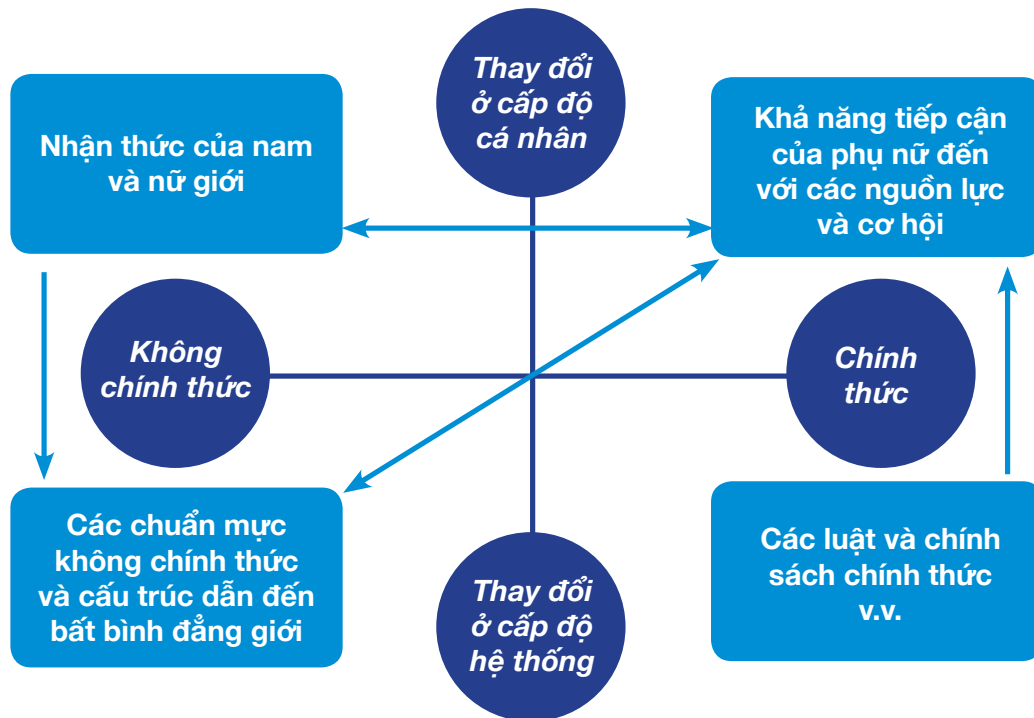 Thay đổi
ở cấp độ
cá nhân
Nhận thức của nam
và nữ giới
Khả năng tiếp cận
của phụ nữ đến
với các nguồn lực
và cơ hội
Không
chính thức
Chính
thức
Các chuẩn mực
không chính thức
và cấu trúc dẫn đến
bất bình đẳng giới
Thay đổi
ở cấp độ
hệ thống
Các luật và chính
sách chính thức
v.v.